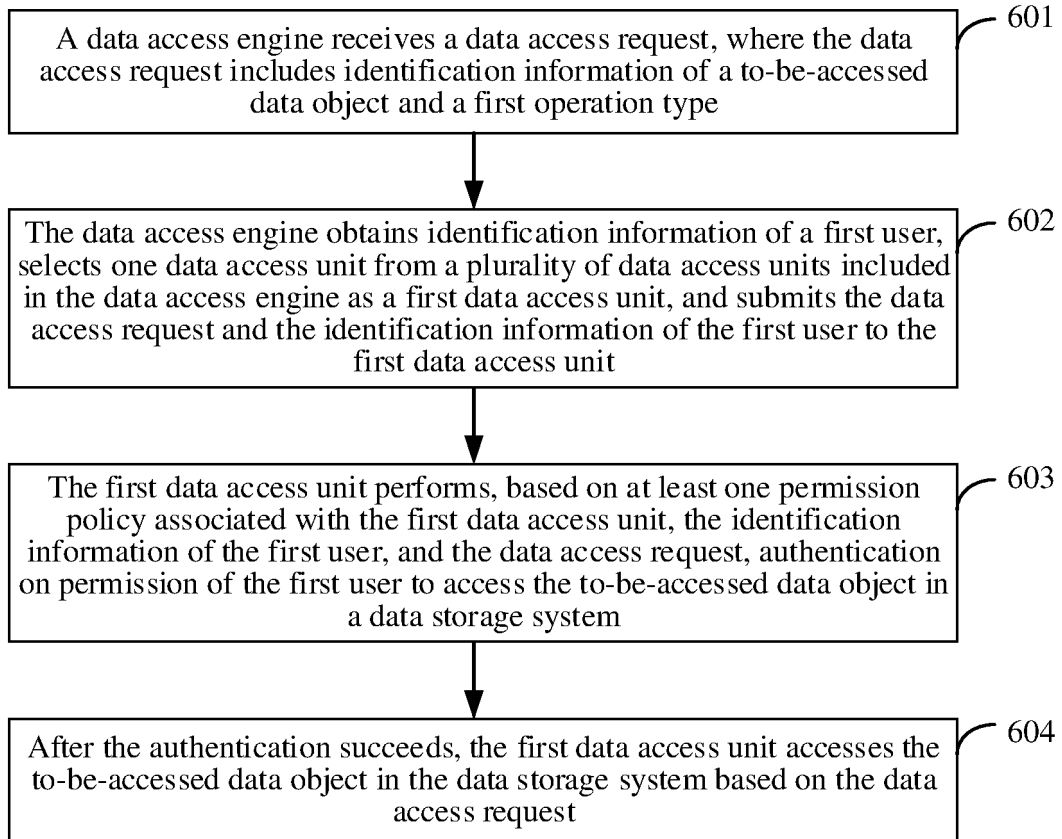 601
A data access engine receives a data access request, where the data
access request includes identification information of a to-be-accessed
data object and a first operation type
602
The data access engine obtains identification information of a first user,
selects one data access unit from a plurality of data access units included
in the data access engine as a first data access unit, and submits the data
access request and the identification information of the first user to the
first data access unit
603
The first data access unit performs, based on at least one permission
policy associated with the first data access unit, the identification
information of the first user, and the data access request, authentication
on permission of the first user to access the to-be-accessed data object in
a data storage system
604
After the authentication succeeds, the first data access unit accesses the
to-be-accessed data object in the data storage system based on the data
access request